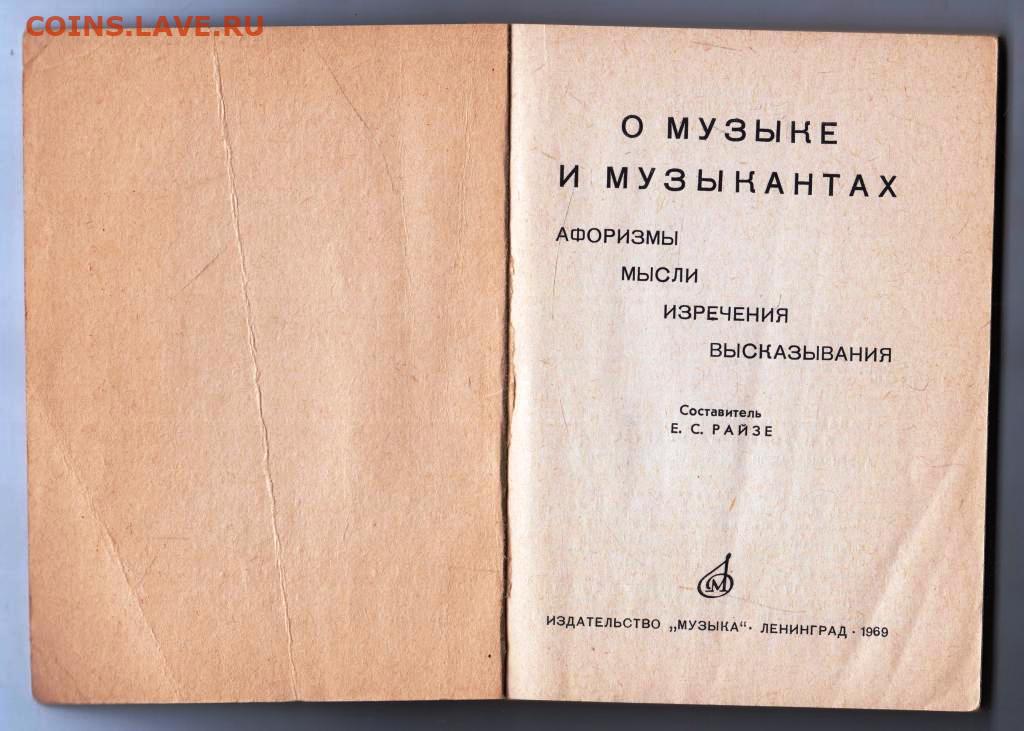 COINS.LAVE.RU
О МУЗЫКЕ
И МУЗЫКАНТАХ
АФОРИЗМЫ
МЫСЛИ
ИЗРЕЧЕНИЯ
ВЫСКАЗЫВАНИЯ
Составитель
Е. С. РАЙЗЕ
М
ИЗДАТЕЛЬСТВО „МУЗЫКА“ · ЛЕНИНГРАД · 1969